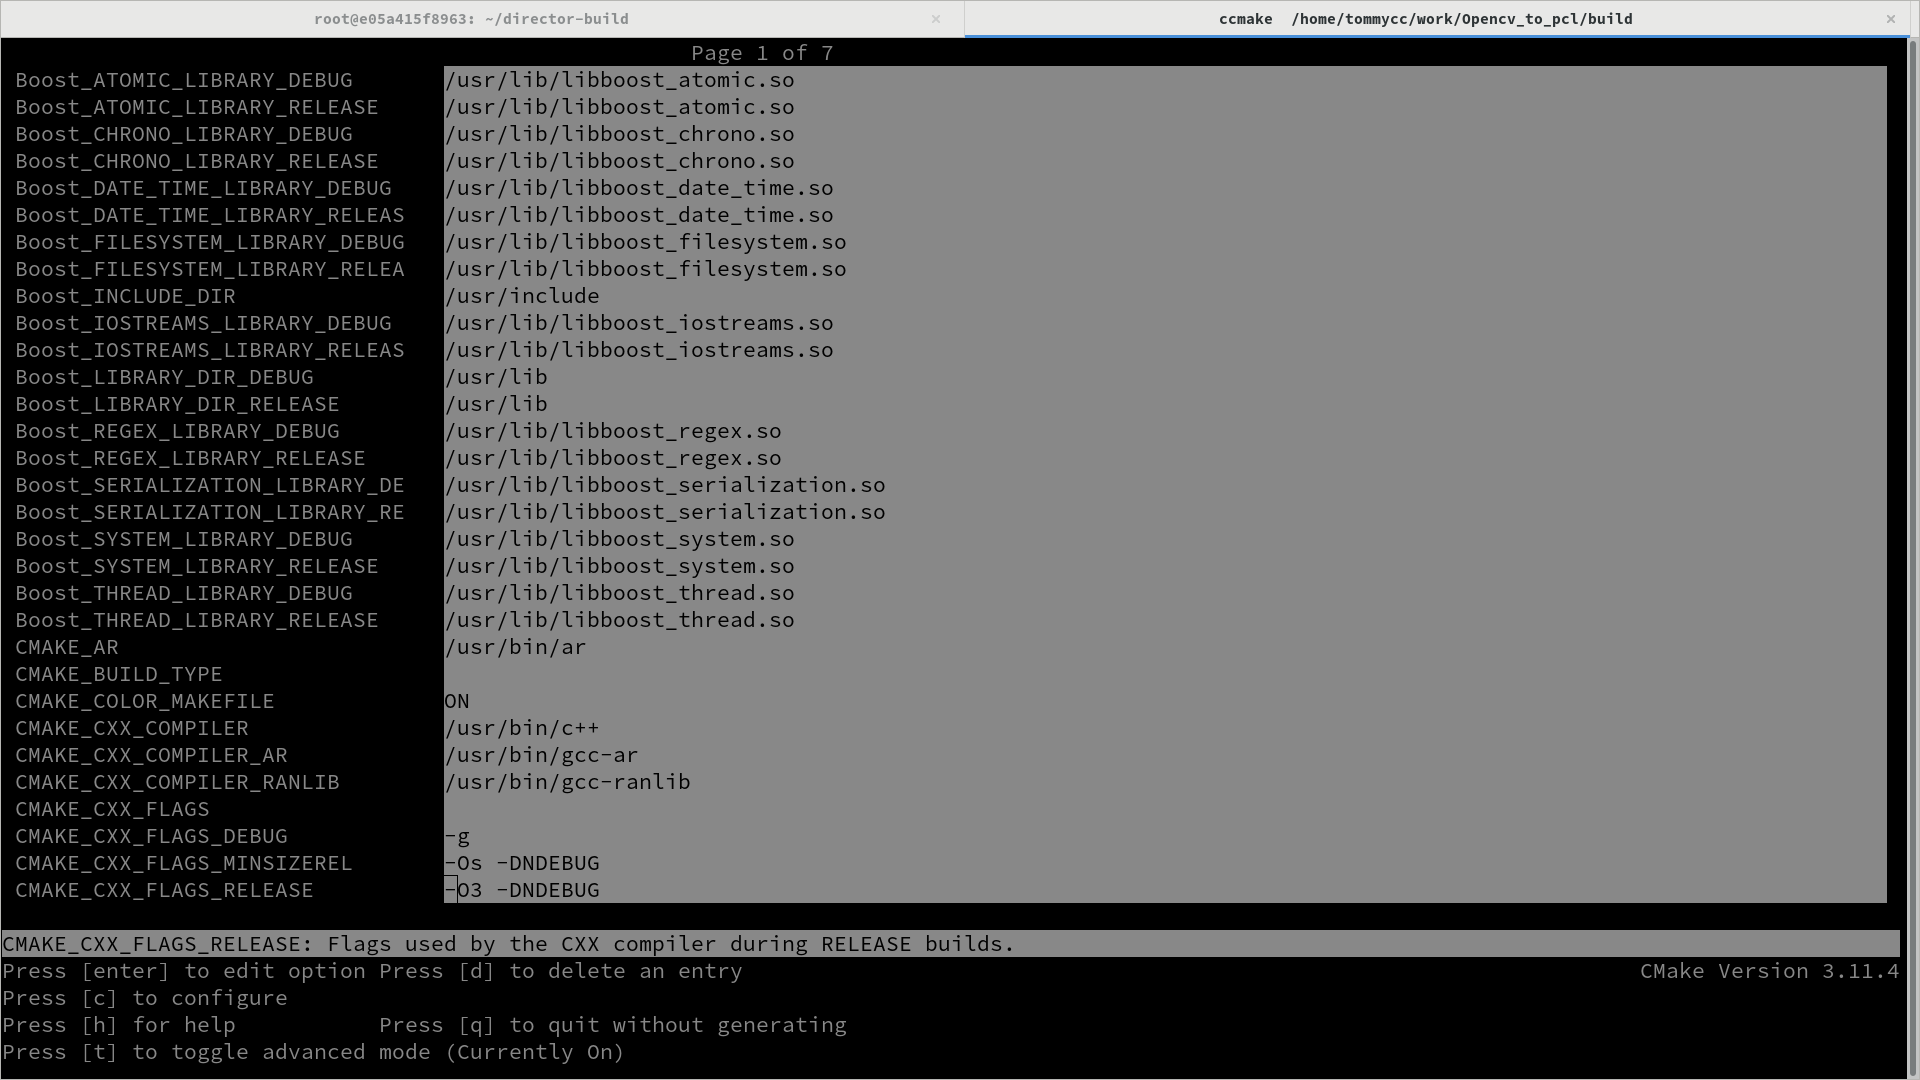 root@e05a415f8963: ~/director-build × ccmake /home/tommycc/work/Opencv_to_pcl/build ×
Page 1 of 7
Boost_ATOMIC_LIBRARY_DEBUG /usr/lib/libboost_atomic.so
Boost_ATOMIC_LIBRARY_RELEASE /usr/lib/libboost_atomic.so
Boost_CHRONO_LIBRARY_DEBUG /usr/lib/libboost_chrono.so
Boost_CHRONO_LIBRARY_RELEASE /usr/lib/libboost_chrono.so
Boost_DATE_TIME_LIBRARY_DEBUG /usr/lib/libboost_date_time.so
Boost_DATE_TIME_LIBRARY_RELEAS /usr/lib/libboost_date_time.so
Boost_FILESYSTEM_LIBRARY_DEBUG /usr/lib/libboost_filesystem.so
Boost_FILESYSTEM_LIBRARY_RELEA /usr/lib/libboost_filesystem.so
Boost_INCLUDE_DIR /usr/include
Boost_IOSTREAMS_LIBRARY_DEBUG /usr/lib/libboost_iostreams.so
Boost_IOSTREAMS_LIBRARY_RELEAS /usr/lib/libboost_iostreams.so
Boost_LIBRARY_DIR_DEBUG /usr/lib
Boost_LIBRARY_DIR_RELEASE /usr/lib
Boost_REGEX_LIBRARY_DEBUG /usr/lib/libboost_regex.so
Boost_REGEX_LIBRARY_RELEASE /usr/lib/libboost_regex.so
Boost_SERIALIZATION_LIBRARY_DE /usr/lib/libboost_serialization.so
Boost_SERIALIZATION_LIBRARY_RE /usr/lib/libboost_serialization.so
Boost_SYSTEM_LIBRARY_DEBUG /usr/lib/libboost_system.so
Boost_SYSTEM_LIBRARY_RELEASE /usr/lib/libboost_system.so
Boost_THREAD_LIBRARY_DEBUG /usr/lib/libboost_thread.so
Boost_THREAD_LIBRARY_RELEASE /usr/lib/libboost_thread.so
CMAKE_AR /usr/bin/ar
CMAKE_BUILD_TYPE
CMAKE_COLOR_MAKEFILE ON
CMAKE_CXX_COMPILER /usr/bin/c++
CMAKE_CXX_COMPILER_AR /usr/bin/gcc-ar
CMAKE_CXX_COMPILER_RANLIB /usr/bin/gcc-ranlib
CMAKE_CXX_FLAGS
CMAKE_CXX_FLAGS_DEBUG -g
CMAKE_CXX_FLAGS_MINSIZEREL -Os -DNDEBUG
CMAKE_CXX_FLAGS_RELEASE -O3 -DNDEBUG
CMAKE_CXX_FLAGS_RELEASE: Flags used by the CXX compiler during RELEASE builds.
Press [enter] to edit option Press [d] to delete an entry CMake Version 3.11.4
Press [c] to configure
Press [h] for help Press [q] to quit without generating
Press [t] to toggle advanced mode (Currently On)